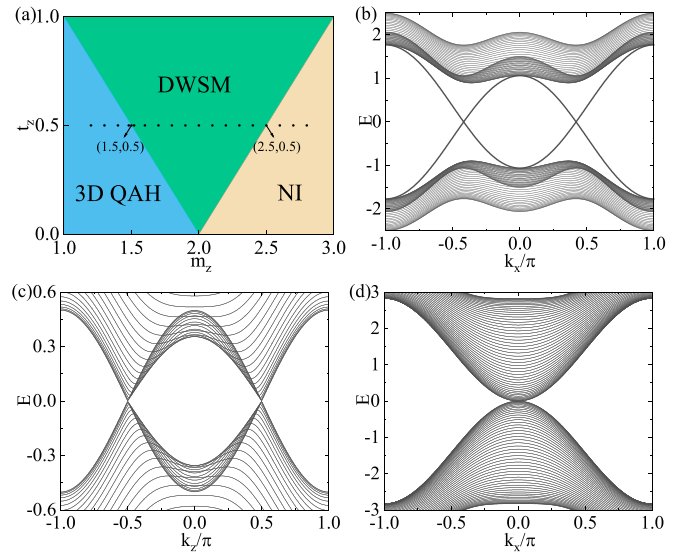 (a)
1.0
0.5
0.0
t_z
DWSM
(1.5,0.5)
(2.5,0.5)
3D QAH
NI
1.0
1.5
2.0
2.5
3.0
m_z
(b)
2
1
0
-1
-2
E
-1.0
-0.5
0.0
0.5
1.0
k_x/π
(c)
0.6
0.3
0.0
-0.3
-0.6
E
-1.0
-0.5
0.0
0.5
1.0
k_z/π
(d)
3
2
1
0
-1
-2
-3
E
-1.0
-0.5
0.0
0.5
1.0
k_x/π